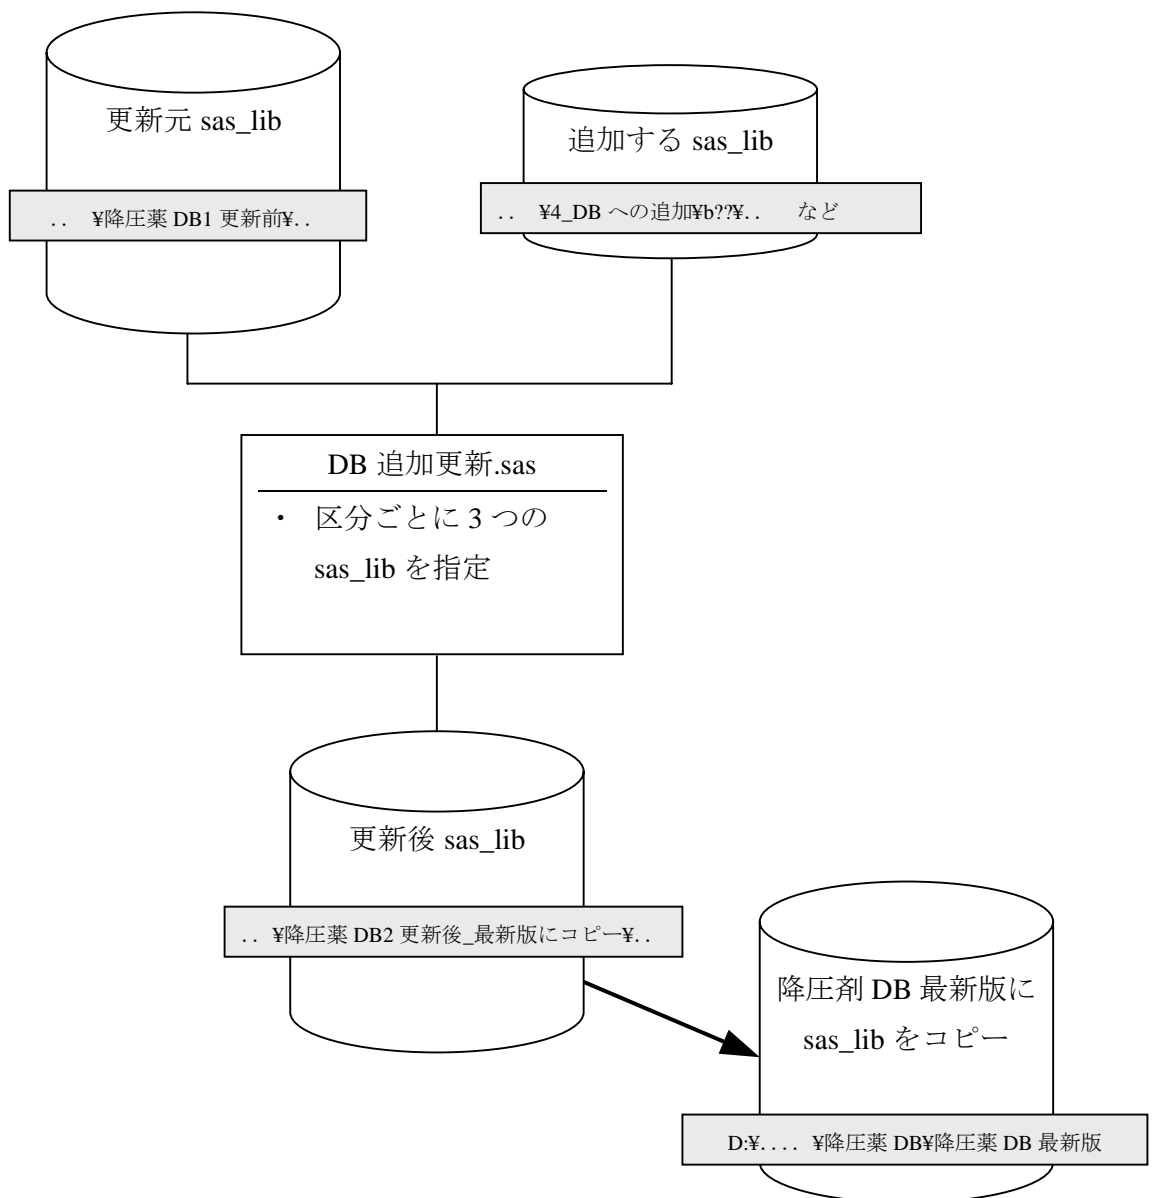 更新元 sas_lib
.. ¥降圧薬 DB1 更新前¥..
追加する sas_lib
.. ¥4_DB への追加¥b??¥.. など
DB 追加更新.sas
・ 区分ごとに 3 つの
sas_lib を指定
更新後 sas_lib
.. ¥降圧薬 DB2 更新後_最新版にコピー¥..
降圧剤 DB 最新版に
sas_lib をコピー
D:¥.... ¥降圧薬 DB¥降圧薬 DB 最新版